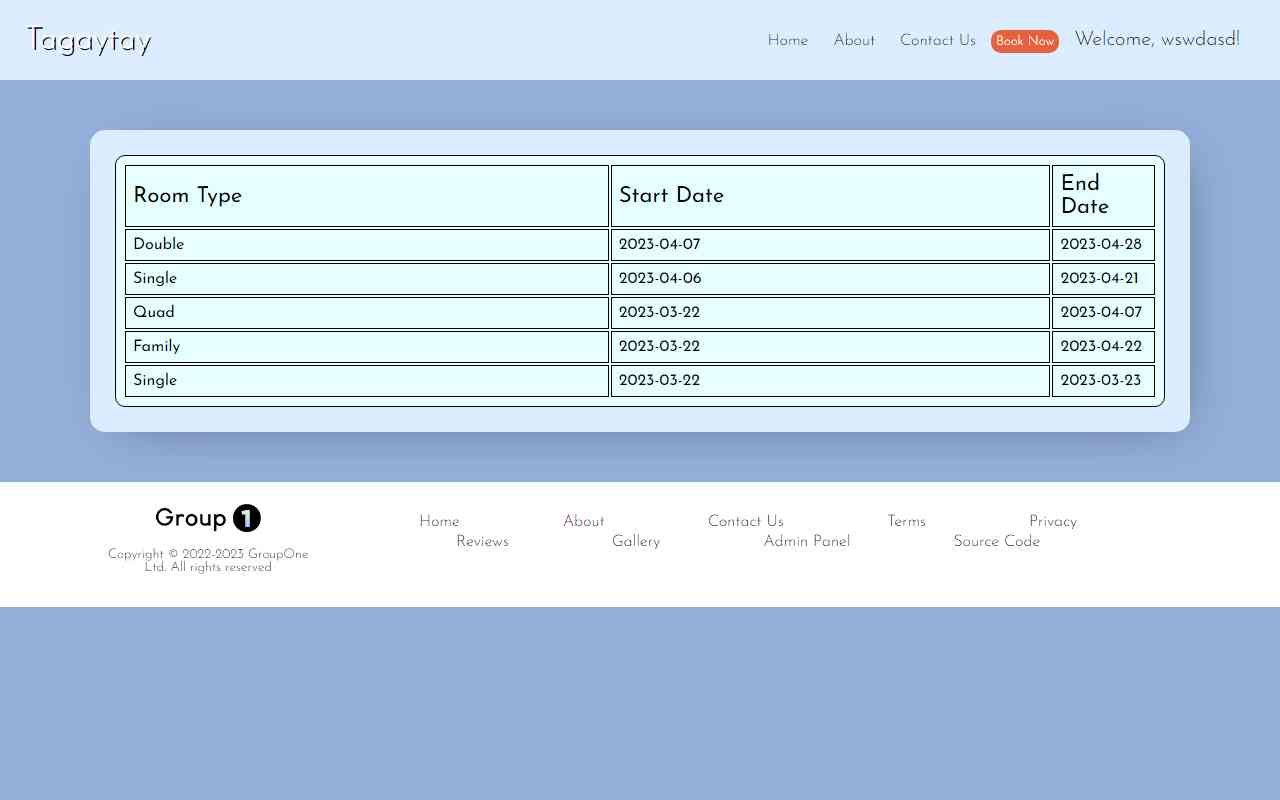 Tagaytay
Home About Contact Us Book Now Welcome, wswdasd!
Room Type Start Date End Date
Double 2023-04-07 2023-04-28
Single 2023-04-06 2023-04-21
Quad 2023-03-22 2023-04-07
Family 2023-03-22 2023-04-22
Single 2023-03-22 2023-03-23
Group 1
Copyright © 2022-2023 GroupOne
Ltd. All rights reserved
Home About Contact Us Terms Privacy
Reviews Gallery Admin Panel Source Code